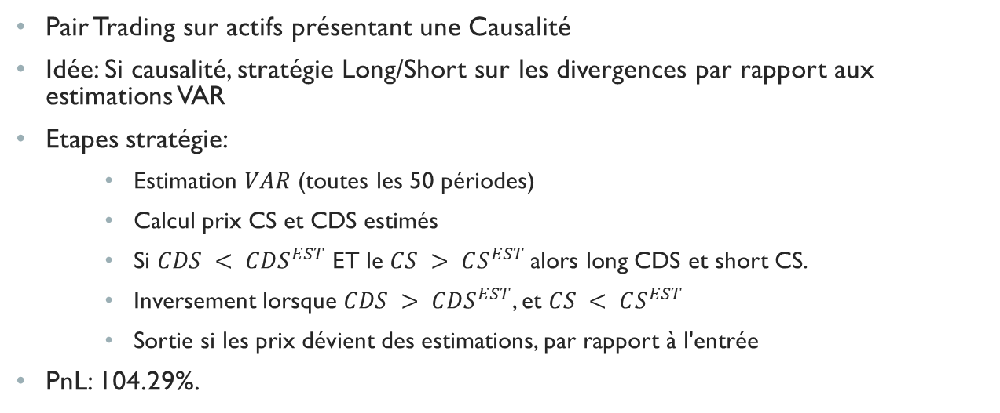 • Pair Trading sur actifs présentant une Causalité
• Idée: Si causalité, stratégie Long/Short sur les divergences par rapport aux
estimations VAR
• Etapes stratégie:
• Estimation VAR (toutes les 50 périodes)
• Calcul prix CS et CDS estimés
• Si CDS < CDS^EST ET le CS > CS^EST alors long CDS et short CS.
• Inversement lorsque CDS > CDS^EST, et CS < CS^EST
• Sortie si les prix dévient des estimations, par rapport à l'entrée
• PnL: 104.29%.